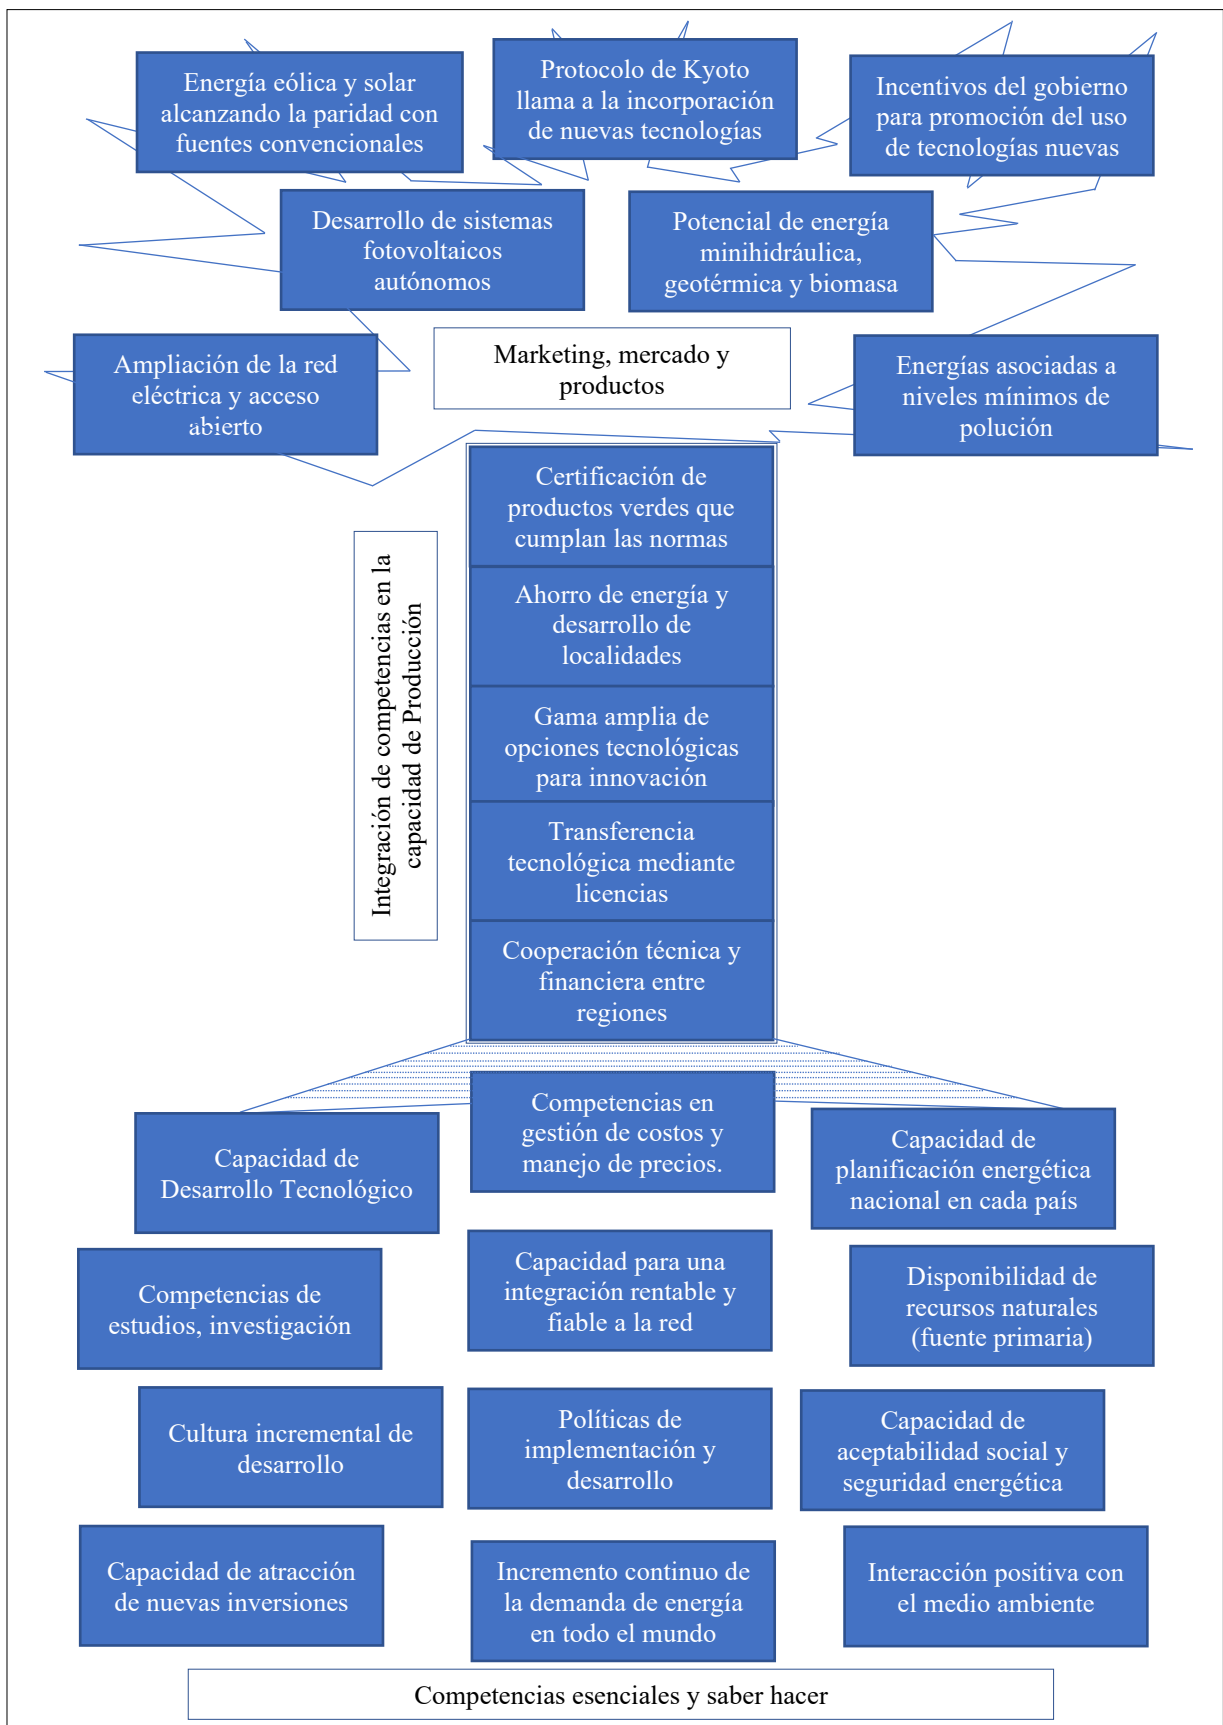 Energía eólica y solar
alcanzando la paridad con
fuentes convencionales
Protocolo de Kyoto
llama a la incorporación
de nuevas tecnologías
Incentivos del gobierno
para promoción del uso
de tecnologías nuevas
Desarrollo de sistemas
fotovoltaicos
autónomos
Potencial de energía
minihidráulica,
geotérmica y biomasa
Ampliación de la red
eléctrica y acceso
abierto
Marketing, mercado y
productos
Energías asociadas a
niveles mínimos de
polución
Certificación de
productos verdes que
cumplan las normas
Integración de competencias en la
capacidad de Producción
Ahorro de energía y
desarrollo de
localidades
Gama amplia de
opciones tecnológicas
para innovación
Transferencia
tecnológica mediante
licencias
Cooperación técnica y
financiera entre
regiones
Capacidad de
Desarrollo Tecnológico
Competencias en
gestión de costos y
manejo de precios.
Capacidad de
planificación energética
nacional en cada país
Competencias de
estudios, investigación
Capacidad para una
integración rentable y
fiable a la red
Disponibilidad de
recursos naturales
(fuente primaria)
Cultura incremental de
desarrollo
Políticas de
implementación y
desarrollo
Capacidad de
aceptabilidad social y
seguridad energética
Capacidad de atracción
de nuevas inversiones
Incremento continuo de
la demanda de energía
en todo el mundo
Interacción positiva con
el medio ambiente
Competencias esenciales y saber hacer